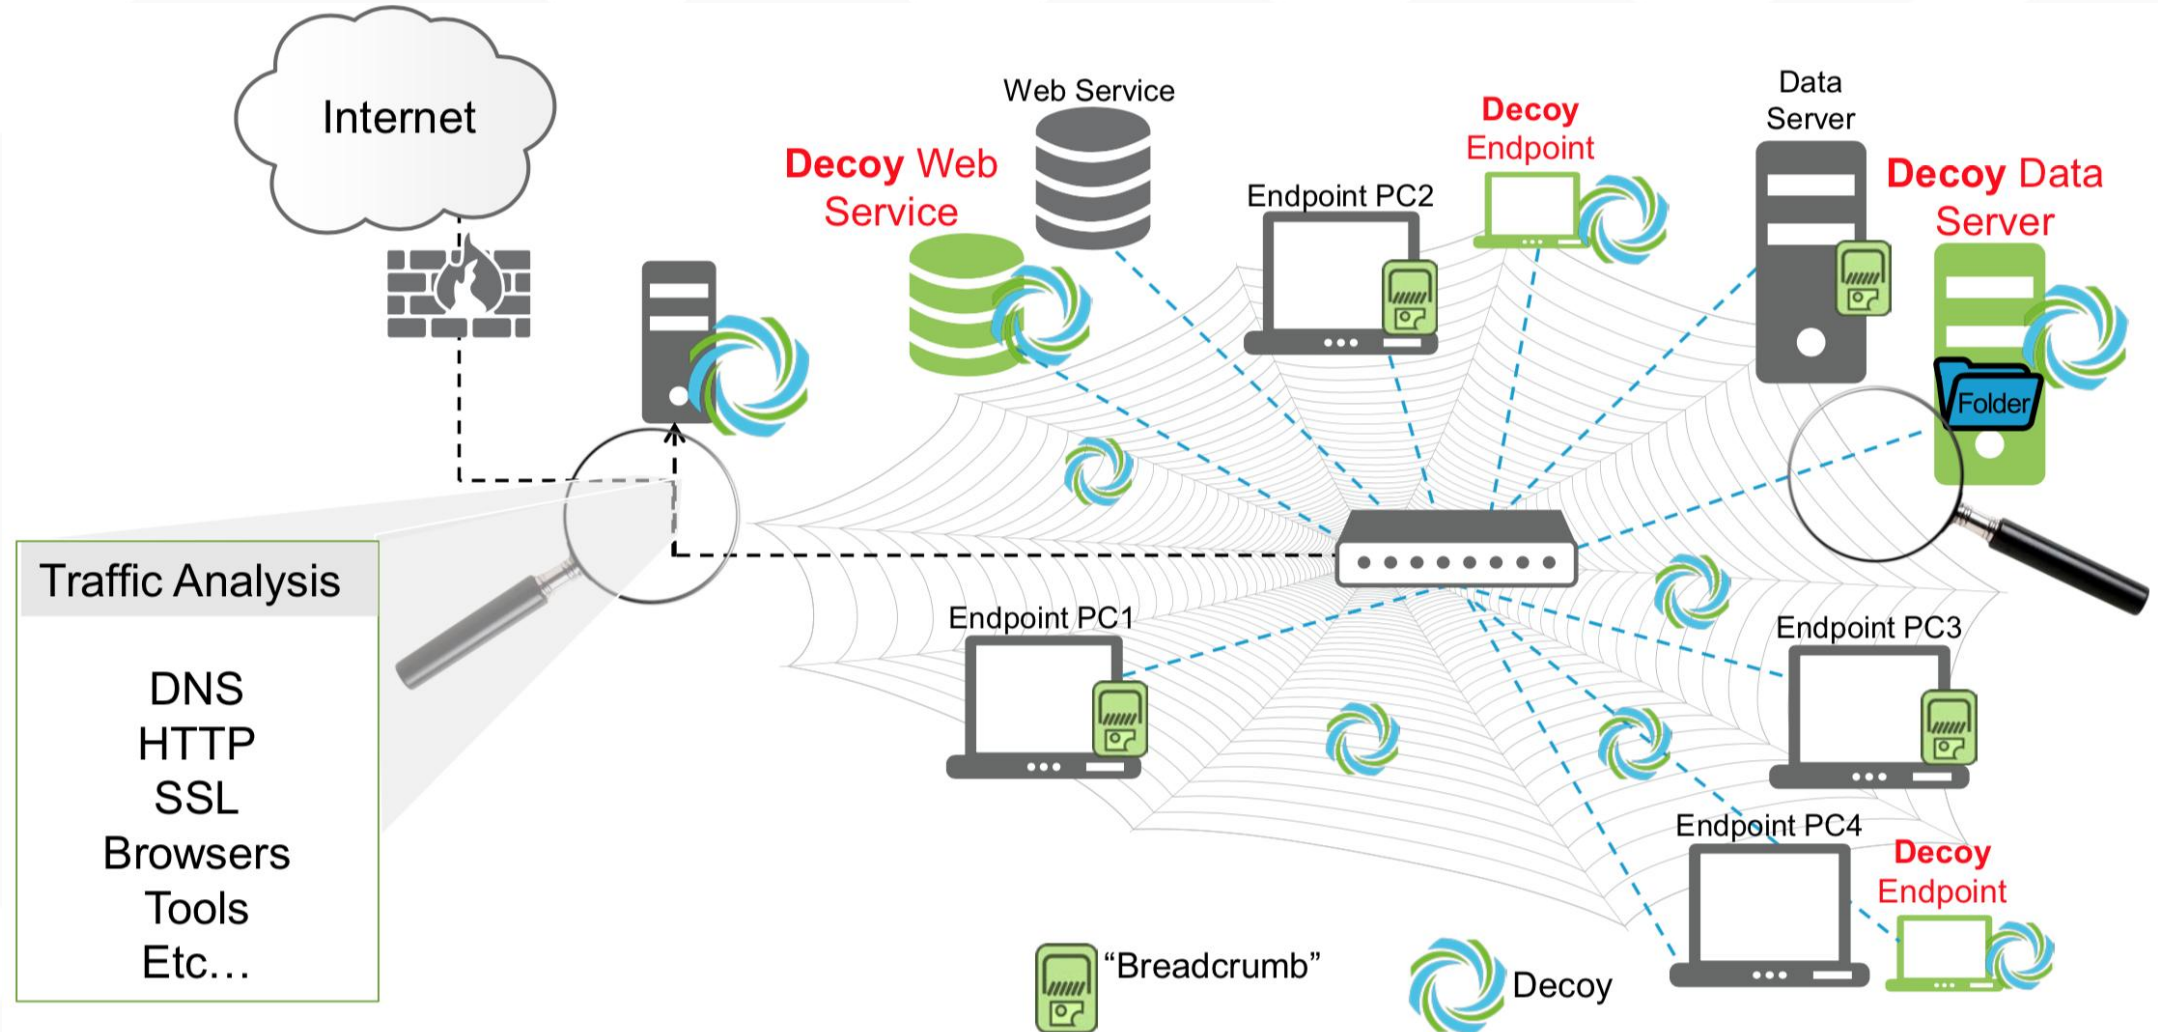 Internet
Web Service
Decoy Web
Service
Endpoint PC2
Decoy
Endpoint
Data
Server
Decoy Data
Server
Folder
Traffic Analysis
DNS
HTTP
SSL
Browsers
Tools
Etc...
Endpoint PC1
Endpoint PC3
Endpoint PC4
Decoy
Endpoint
“Breadcrumb”
Decoy